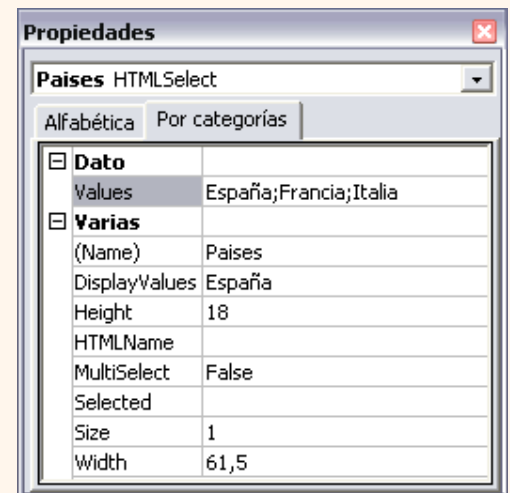 Propiedades
Paises HTMLSelect
Alfabética Por categorías
Dato
Values España;Francia;Italia
Varias
(Name) Paises
DisplayValues España
Height 18
HTMLName
MultiSelect False
Selected
Size 1
Width 61,5